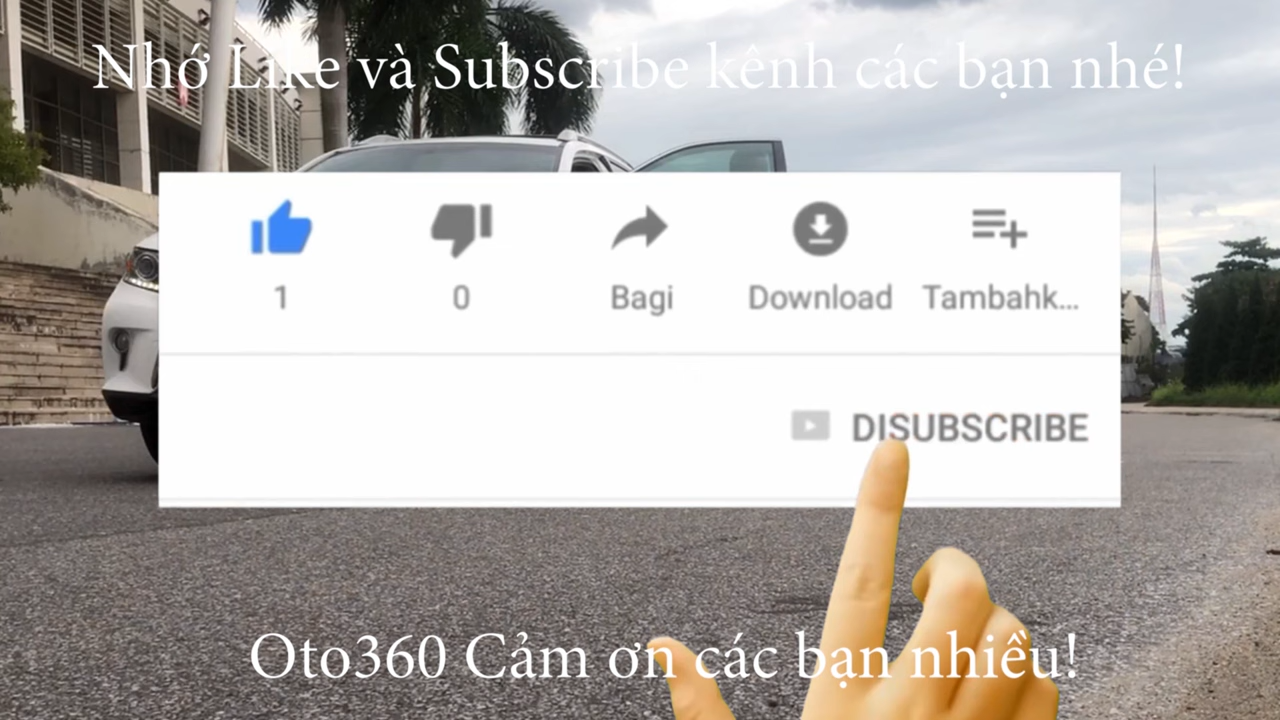 Nhớ Like và Subscribe kênh các bạn nhé!
1
0
Bagi
Download
Tambahk...
DISUBSCRIBE
Oto360 Cảm ơn các bạn nhiều!